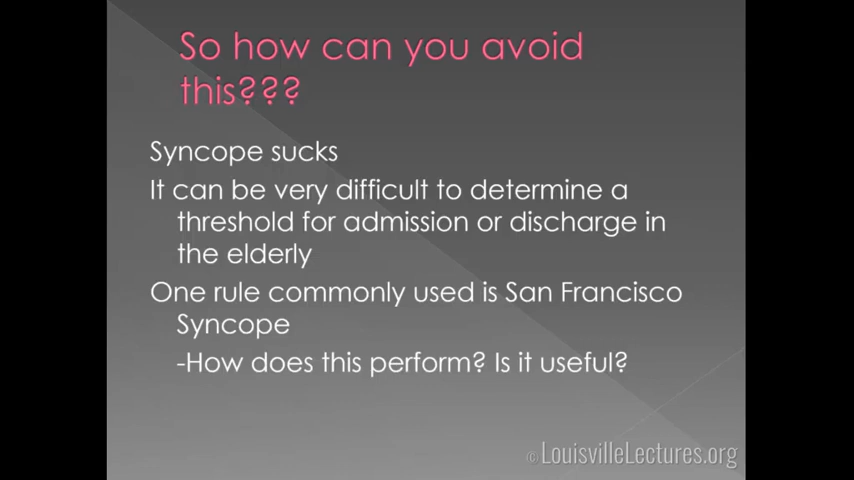 So how can you avoid
this???
Syncope sucks
It can be very difficult to determine a
threshold for admission or discharge in
the elderly
One rule commonly used is San Francisco
Syncope
-How does this perform? Is it useful?
© LouisvilleLectures.org